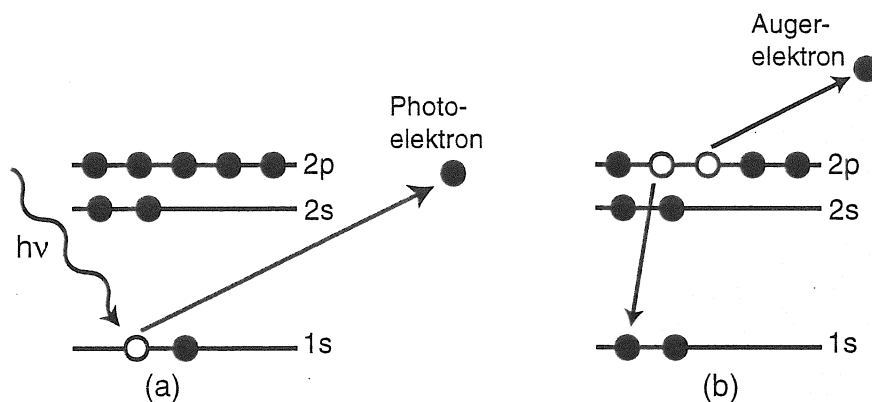 Photo-
elektron
2p
2s
hν
1s
(a)
Auger-
elektron
2p
2s
1s
(b)